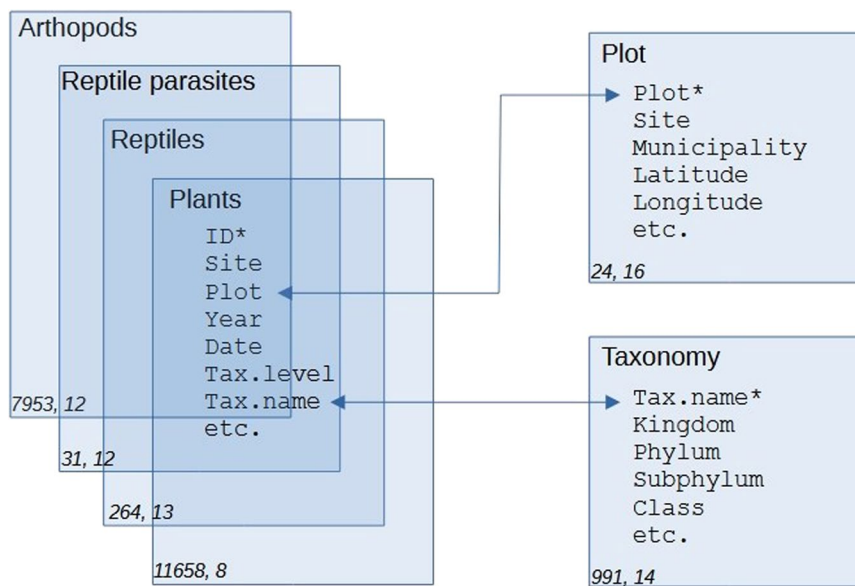 Arthopods
Reptile parasites
Reptiles
Plants
ID*
Site
Plot
Year
Date
Tax.level
Tax.name
etc.
7953, 12
31, 12
264, 13
11658, 8
Plot
Plot*
Site
Municipality
Latitude
Longitude
etc.
24, 16
Taxonomy
Tax.name*
Kingdom
Phylum
Subphylum
Class
etc.
991, 14